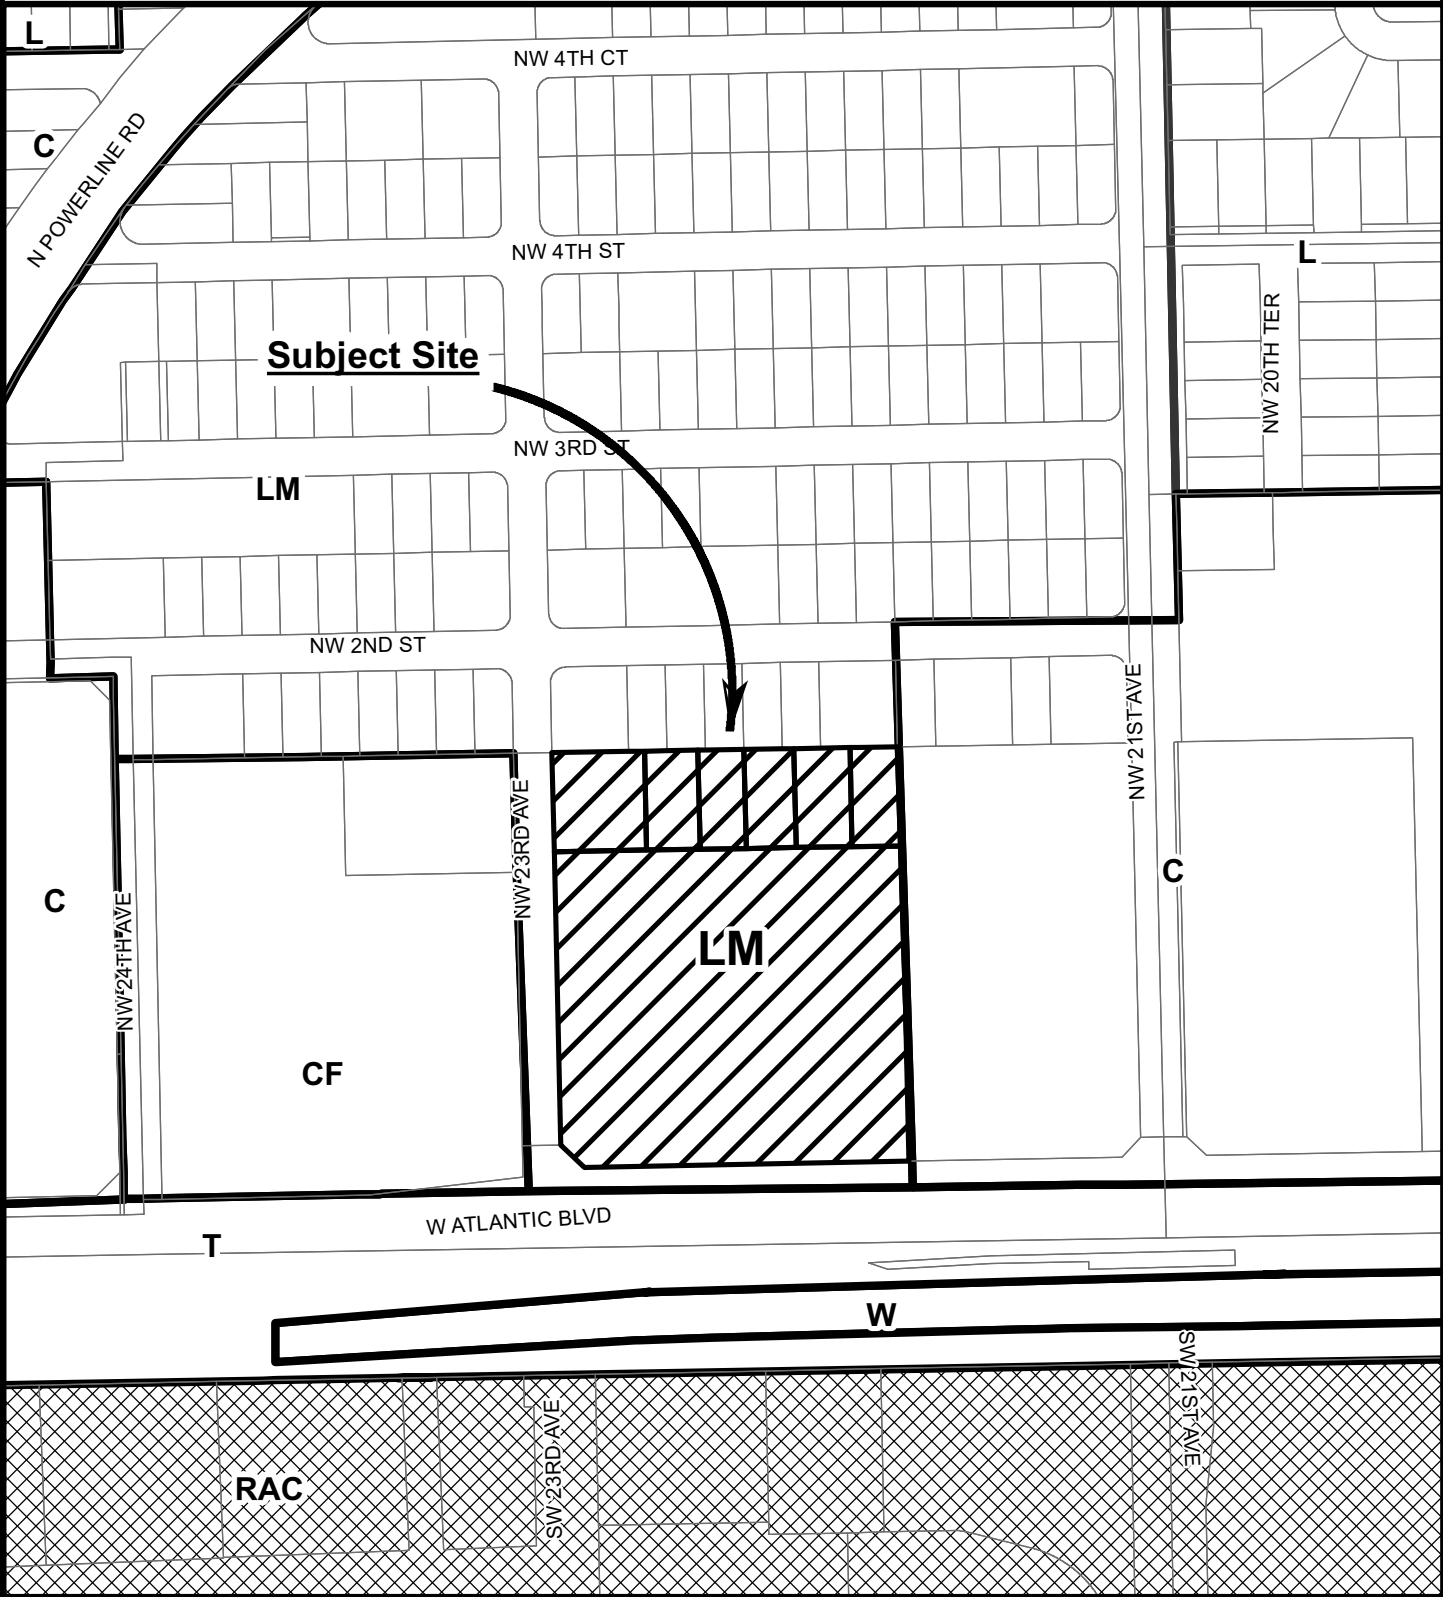 L
NW 4TH CT
C
N POWERLINE RD
NW 4TH ST
L
NW 20TH TER
Subject Site
NW 3RD ST
LM
NW 2ND ST
NW 21ST AVE
NW 23RD AVE
C
C
NW 24TH AVE
LM
CF
W ATLANTIC BLVD
T
W
SW 21ST AVE
SW 23RD AVE
RAC